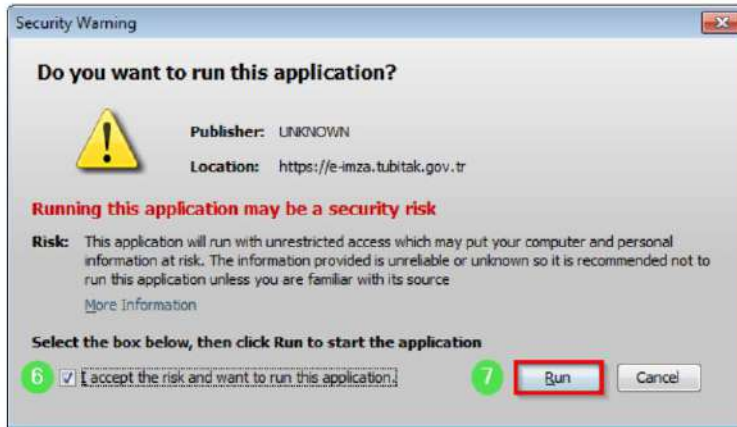 Security Warning
Do you want to run this application?
Publisher: UNKNOWN
Location: https://e-imza.tubitak.gov.tr
Running this application may be a security risk
Risk: This application will run with unrestricted access which may put your computer and personal
information at risk. The information provided is unreliable or unknown so it is recommended not to
run this application unless you are familiar with its source
More Information
Select the box below, then click Run to start the application
6 I accept the risk and want to run this application. 7 Run Cancel